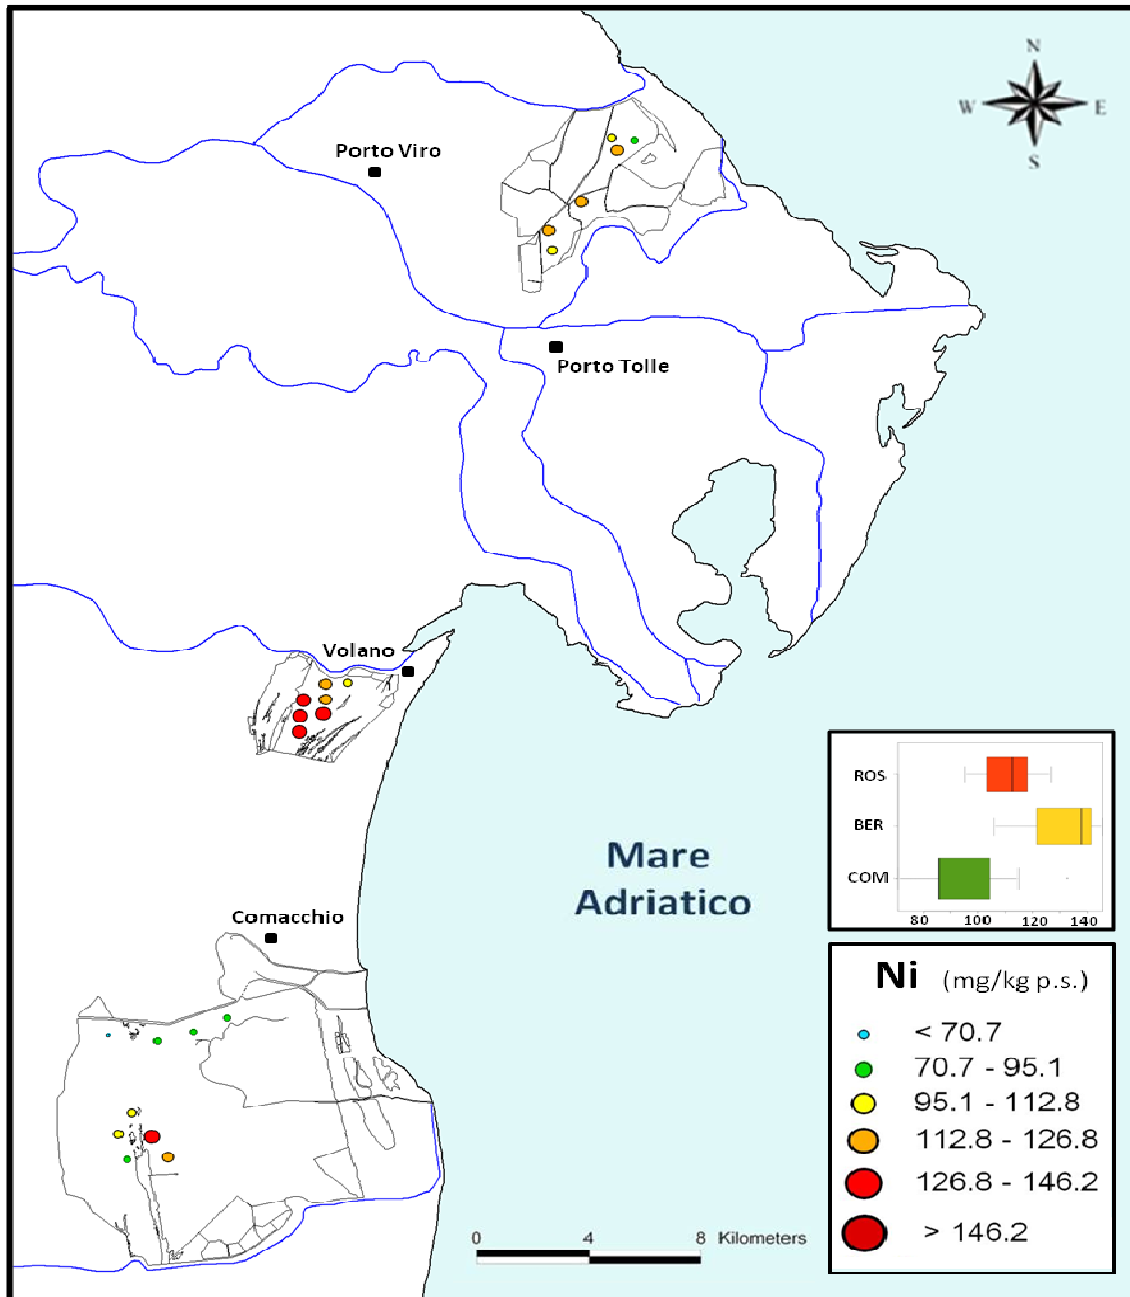 N
W E
S
Porto Viro
Porto Tolle
Volano
Mare
Adriatico
Comacchio
ROS
BER
COM
80 100 120 140
Ni (mg/kg p.s.)
< 70.7
70.7 - 95.1
95.1 - 112.8
112.8 - 126.8
126.8 - 146.2
> 146.2
0 4 8 Kilometers